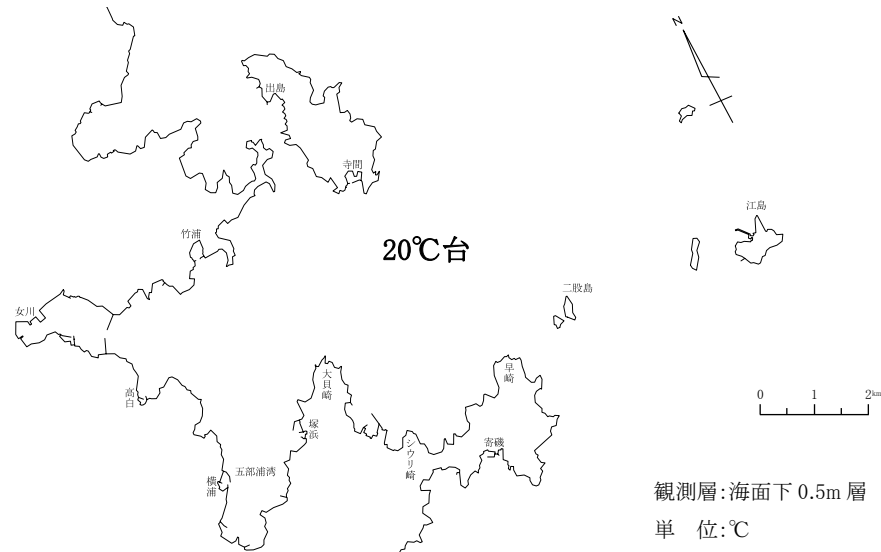 N
出島
寺間
江島
竹浦
20℃台
二股島
女川
早崎
大貝崎
高白
0 1 2km
塚浜
シウリ崎
寄磯
五部浦湾
横浦
観測層:海面下 0.5m 層
単 位:℃